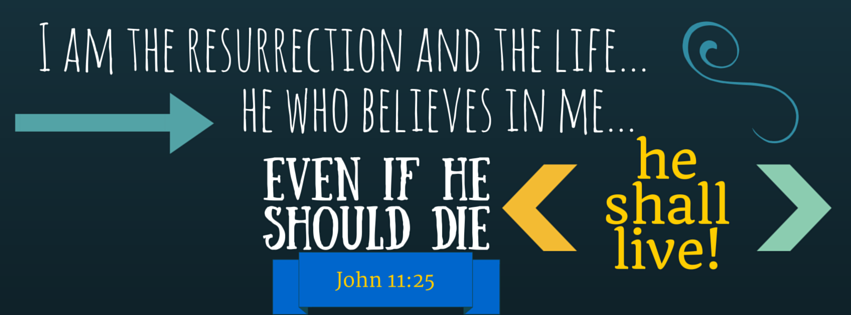 I AM THE RESURRECTION AND THE LIFE...
HE WHO BELIEVES IN ME...
EVEN IF HE
SHOULD DIE
he
shall
live!
John 11:25